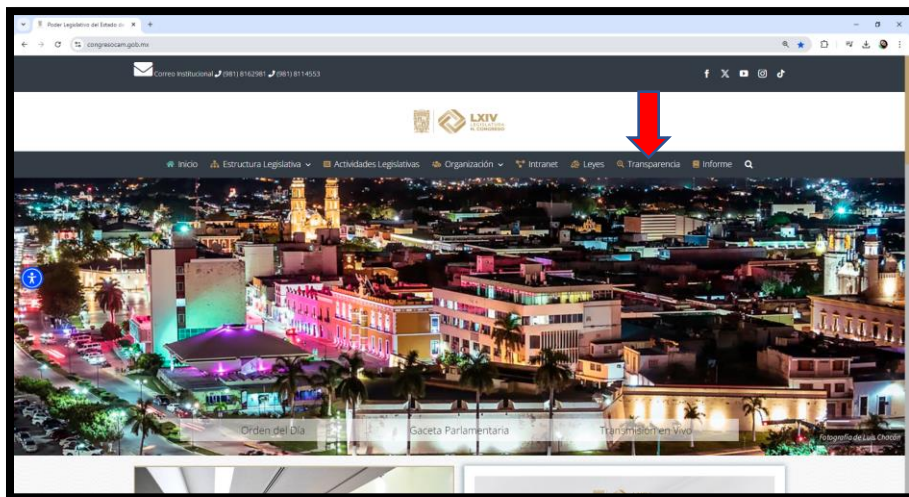 Poder Legislativo del Estado de
congresocam.gob.mx
Correo Institucional (981) 8162981 (981) 8114553
LXIV
LEGISLATURA
H. CONGRESO
Inicio Estructura Legislativa Actividades Legislativas Organización Intranet Leyes Transparencia Informe
Orden del Día Gaceta Parlamentaria Transmisión en Vivo
Fotografía de Luis Chacón